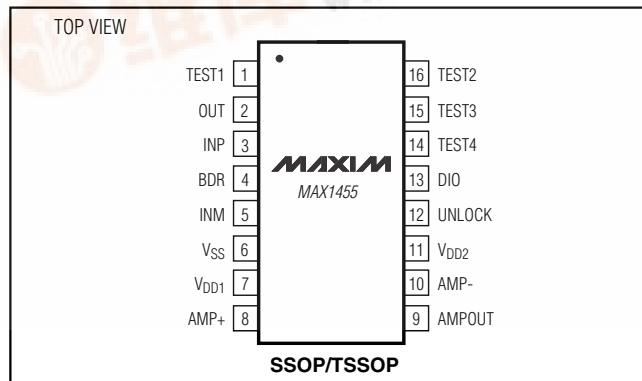 TOP VIEW
TEST1 1
OUT 2
INP 3
BDR 4
INM 5
VSS 6
VDD1 7
AMP+ 8
MAXIM
MAX1455
16 TEST2
15 TEST3
14 TEST4
13 DIO
12 UNLOCK
11 VDD2
10 AMP-
9 AMPOUT
SSOP/TSSOP